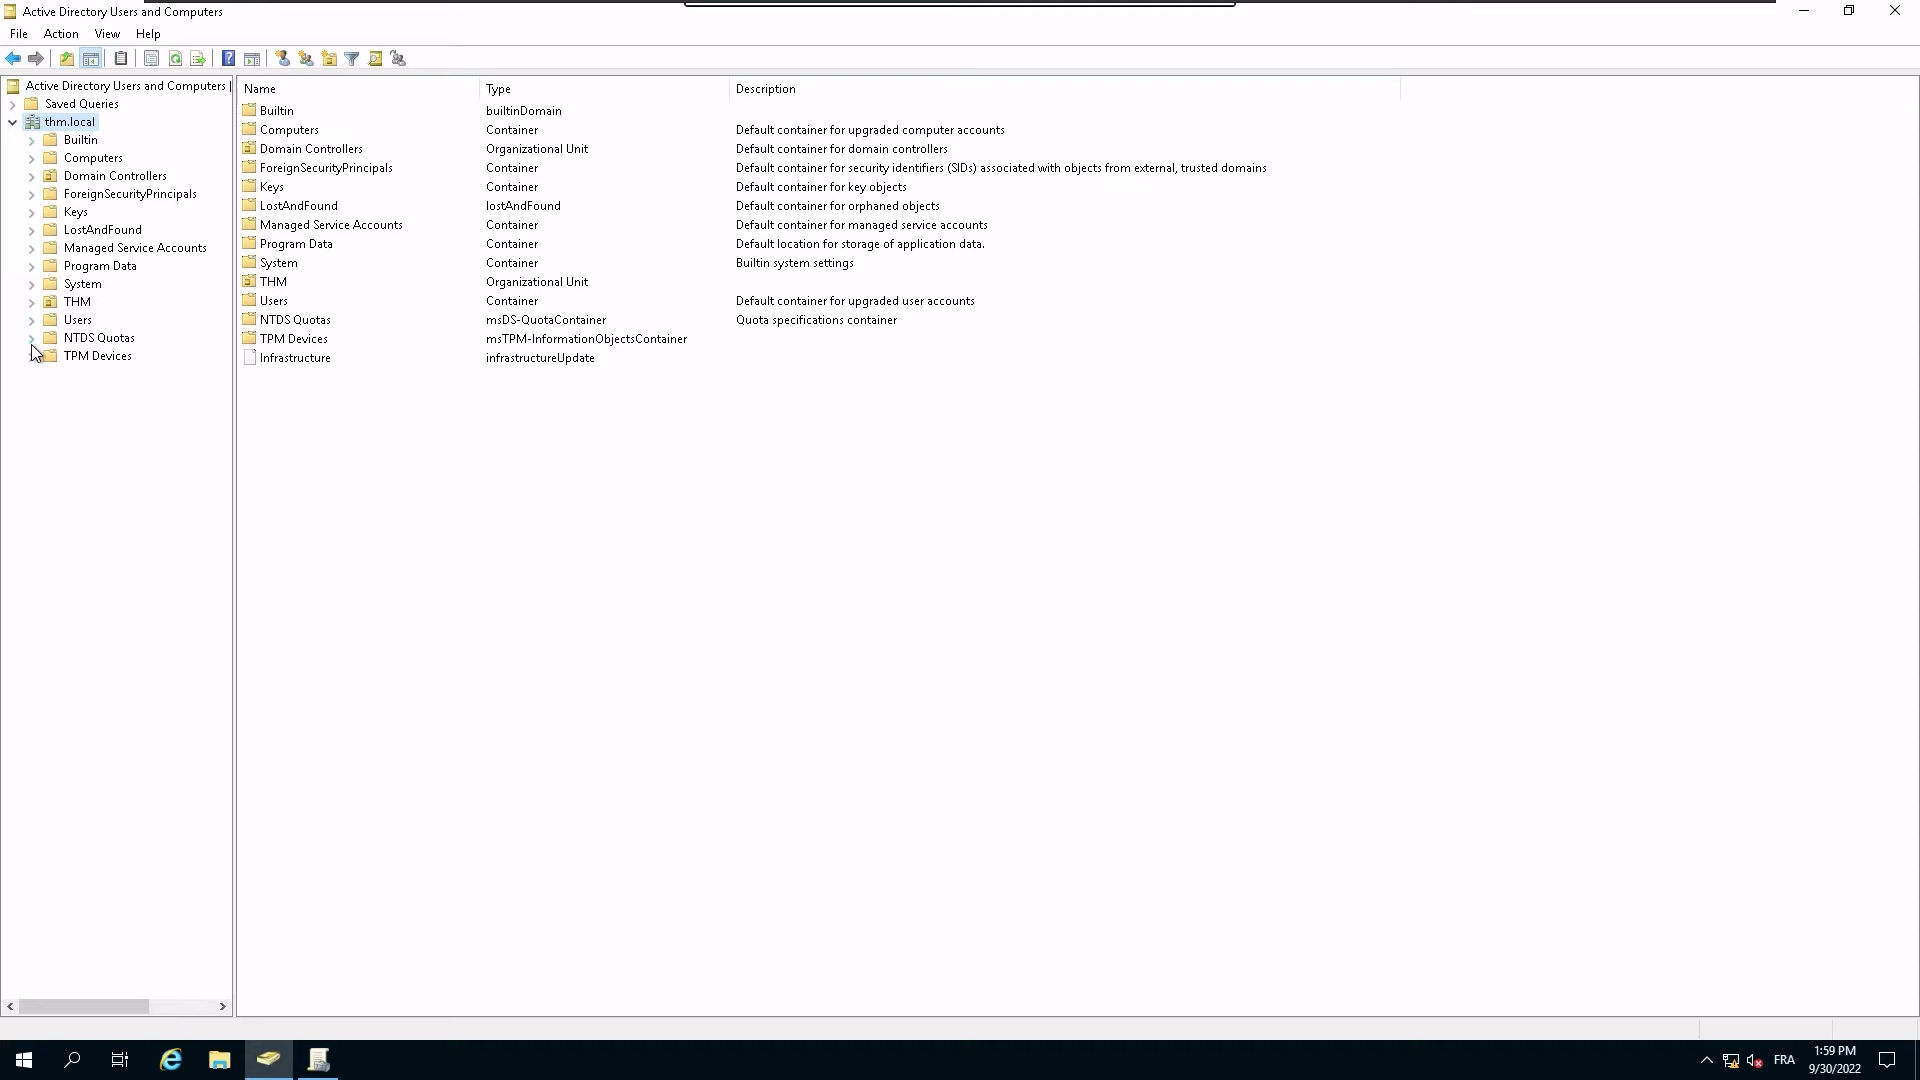 Active Directory Users and Computers
File Action View Help
Active Directory Users and Computers [
Saved Queries
thm.local
Builtin
Computers
Domain Controllers
ForeignSecurityPrincipals
Keys
LostAndFound
Managed Service Accounts
Program Data
System
THM
Users
NTDS Quotas
TPM Devices
Name Type Description
Builtin builtinDomain
Computers Container Default container for upgraded computer accounts
Domain Controllers Organizational Unit Default container for domain controllers
ForeignSecurityPrincipals Container Default container for security identifiers (SIDs) associated with objects from external, trusted domains
Keys Container Default container for key objects
LostAndFound lostAndFound Default container for orphaned objects
Managed Service Accounts Container Default container for managed service accounts
Program Data Container Default location for storage of application data.
System Container Builtin system settings
THM Organizational Unit
Users Container Default container for upgraded user accounts
NTDS Quotas msDS-QuotaContainer Quota specifications container
TPM Devices msTPM-InformationObjectsContainer
Infrastructure infrastructureUpdate
FRA
1:59 PM
9/30/2022